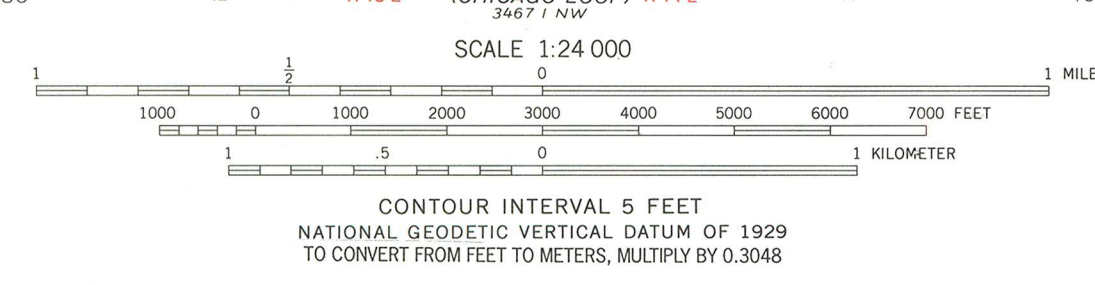 3467 I NW
SCALE 1:24 000
1 1/2 0 1 MILE
1000 0 1000 2000 3000 4000 5000 6000 7000 FEET
1 .5 0 1 KILOMETER
CONTOUR INTERVAL 5 FEET
NATIONAL GEODETIC VERTICAL DATUM OF 1929
TO CONVERT FROM FEET TO METERS, MULTIPLY BY 0.3048